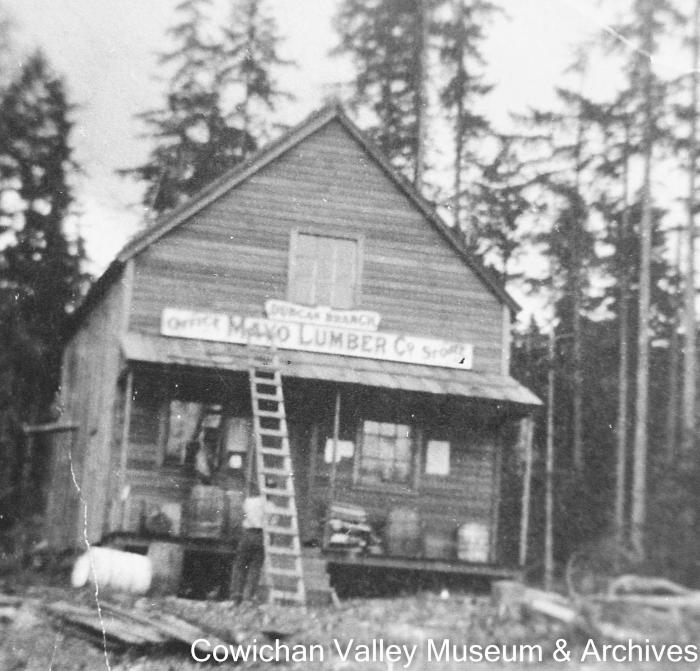 DUNCAN BRANCH
OFFICE MAYO LUMBER CO STORE
Cowichan Valley Museum & Archives